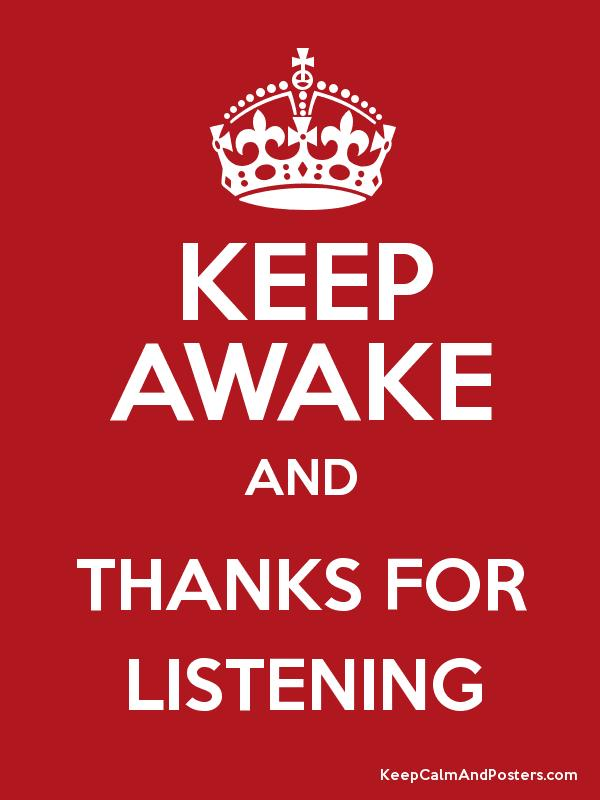 KEEP
AWAKE
AND
THANKS FOR
LISTENING
KeepCalmAndPosters.com